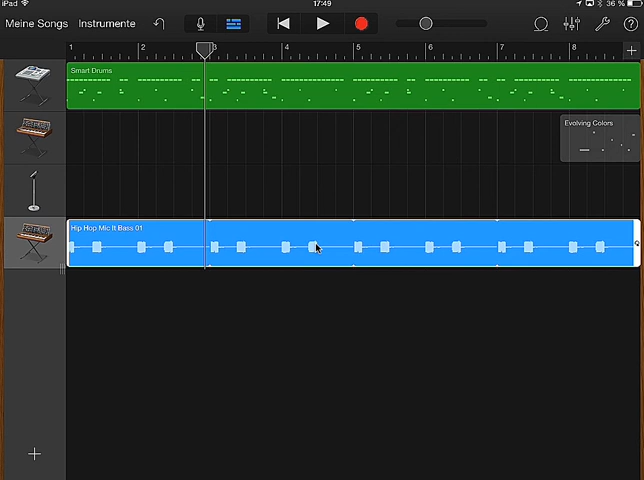 iPad 17:49 36 %
Meine Songs Instrumente ?
1 2 3 4 5 6 7 8 +
Smart Drums
Evolving Colors
Hip Hop Mic It Bass 01
+